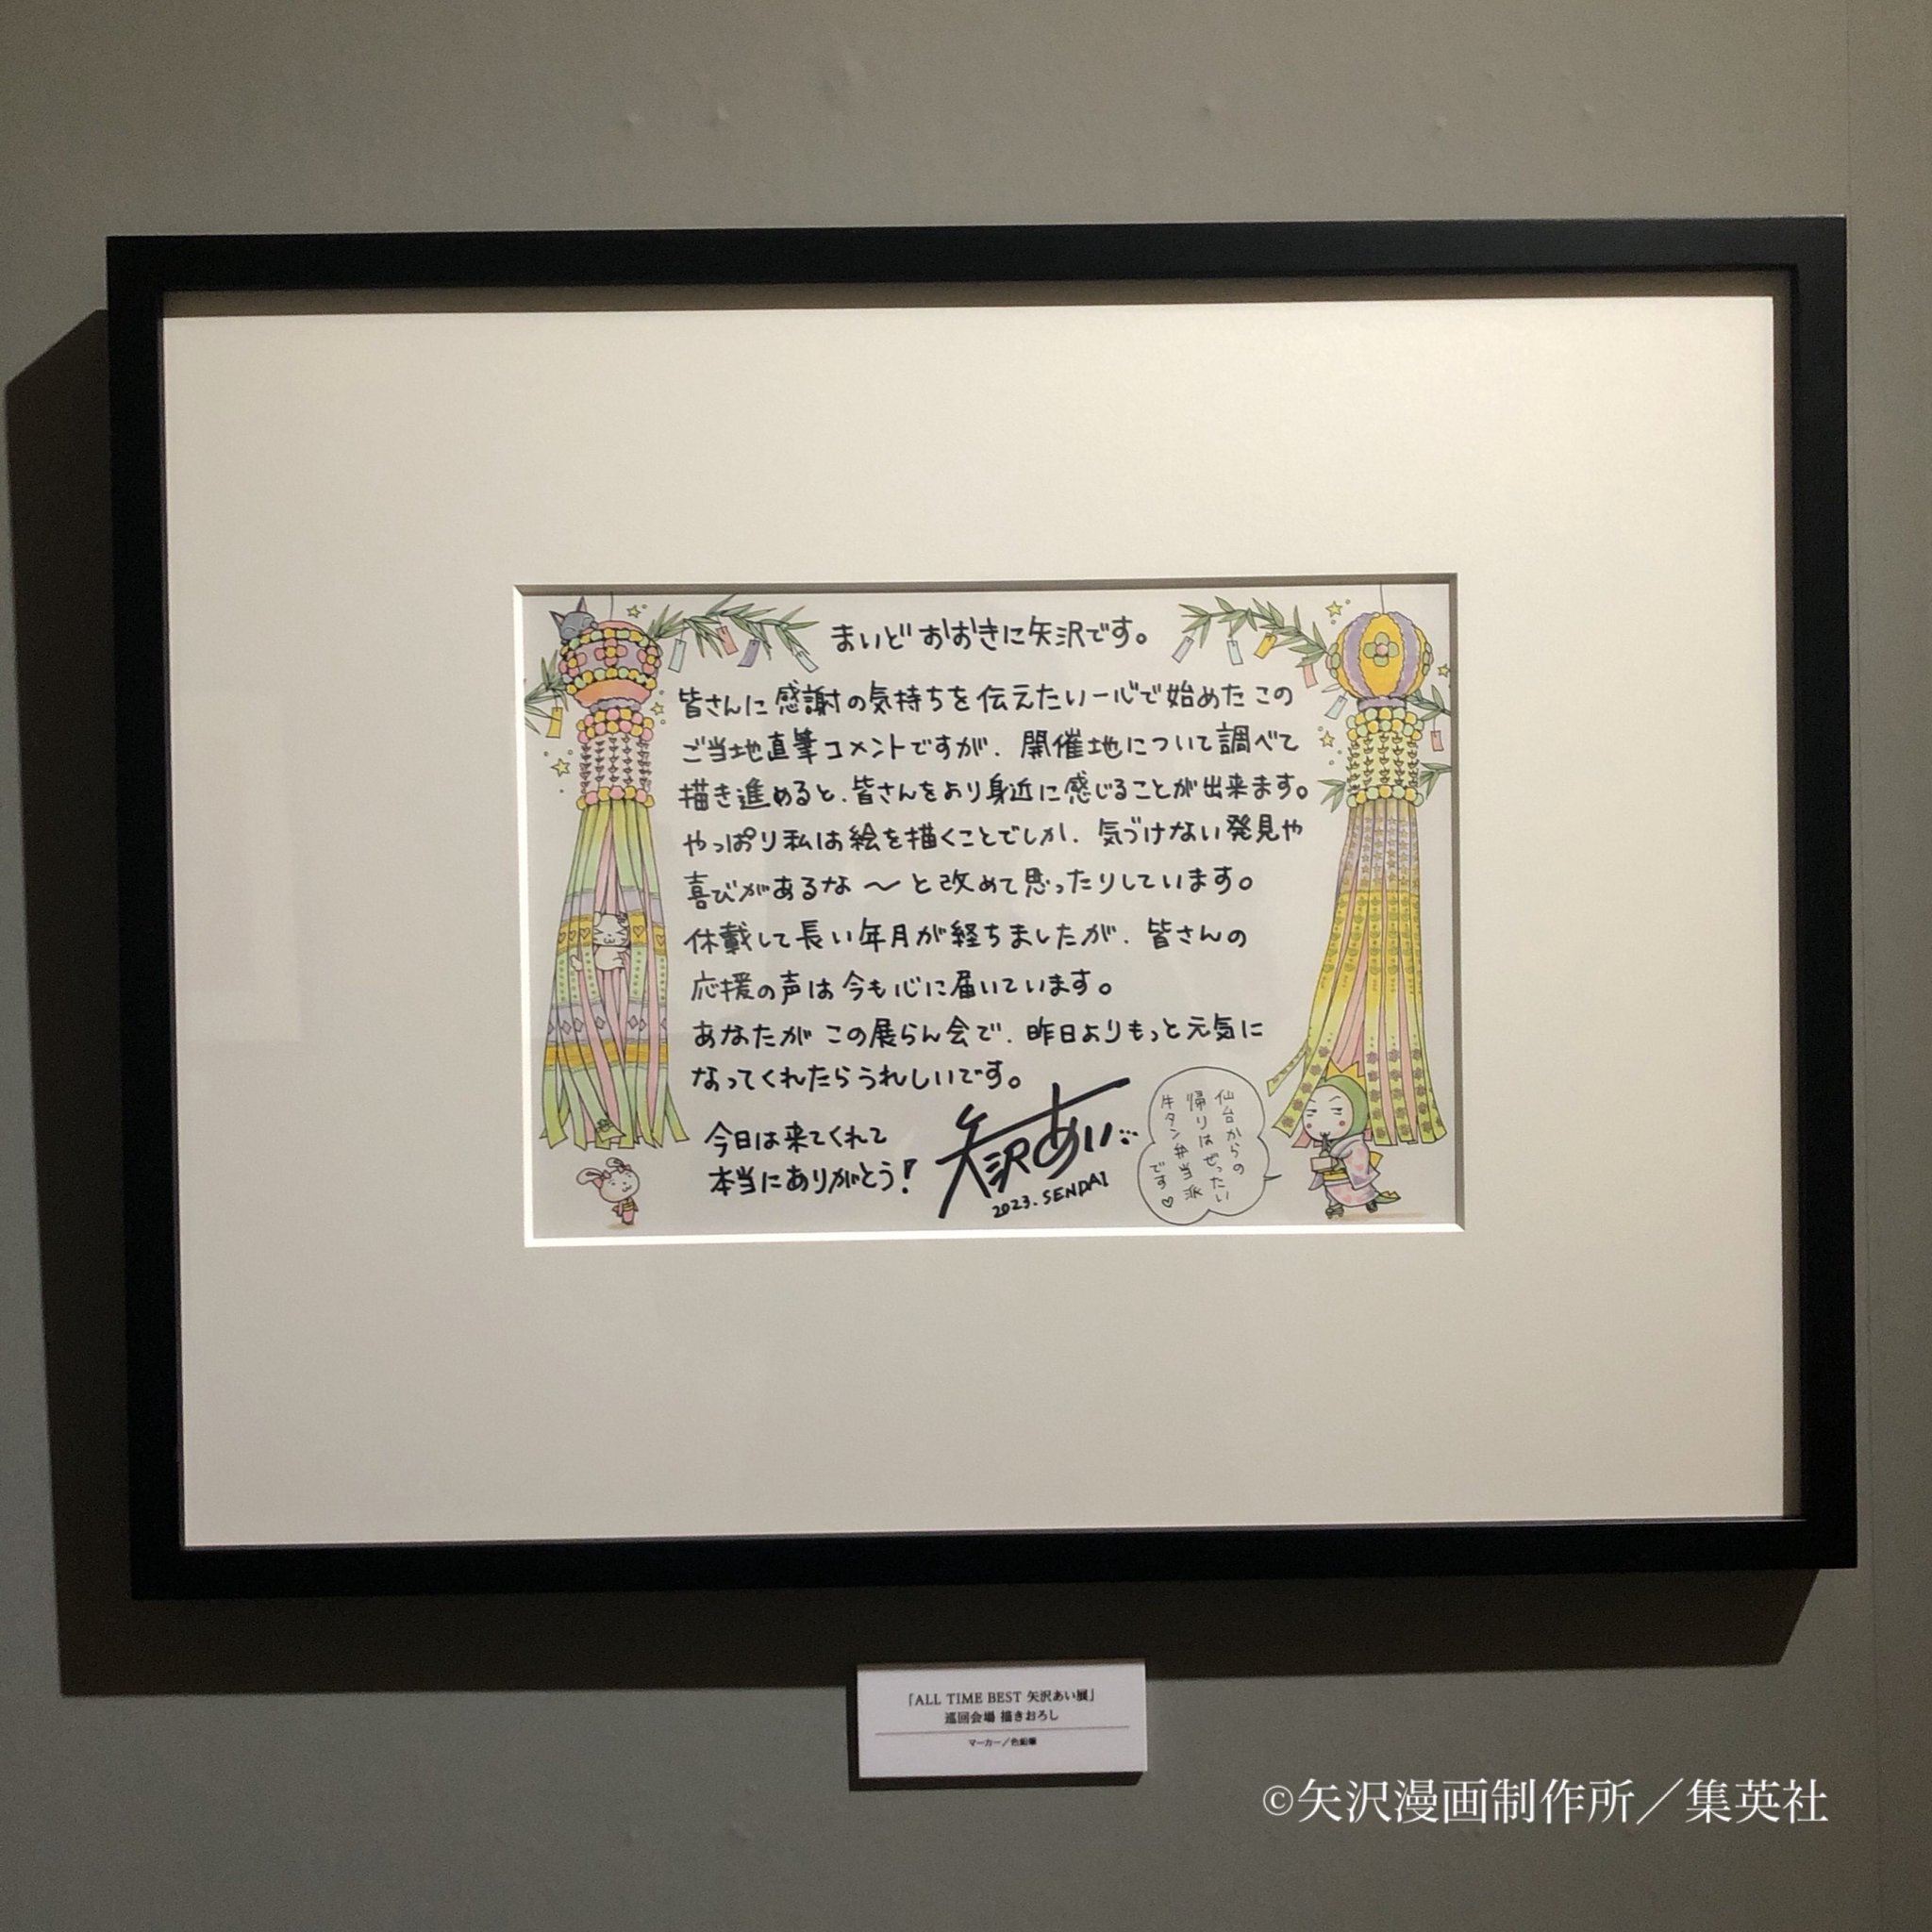 まいどおおきに矢沢です。
皆さんに感謝の気持ちを伝えたい一心で始めたこの
ご当地直筆コメントですが、開催地について調べて
描き進めると、皆さんをより身近に感じることが出来ます。
やっぱり私は絵を描くことでしか、気づけない発見や
喜びがあるな〜と改めて思ったりしています。
休載して長い年月が経ちましたが、皆さんの
応援の声は今も心に届いています。
あなたがこの展らん会で、昨日よりもっと元気に
なってくれたらうれしいです。
今日は来てくれて
本当にありがとう!
矢沢あい
2023.SENDAI
仙台からの
帰りはぜったい
牛タン弁当派
です♡
「ALL TIME BEST 矢沢あい展」
巡回会場 描きおろし
マーカー/色鉛筆
©矢沢漫画制作所/集英社